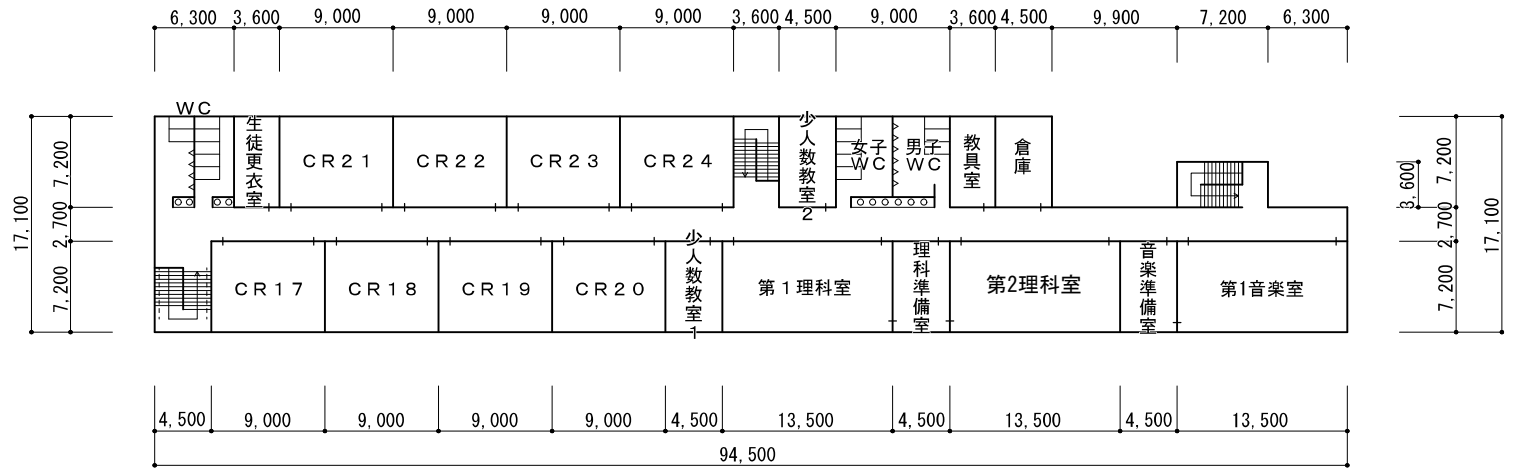 6,300 3,600 9,000 9,000 9,000 9,000 3,600 4,500 9,000 3,600 4,500 9,900 7,200 6,300
WC
生徒更衣室
CR21
CR22
CR23
CR24
少人数教室2
女子WC
男子WC
教具室
倉庫
17,100
7,200
2,700
7,200
3,600
7,200
2,700
7,200
17,100
CR17
CR18
CR19
CR20
少人数教室1
第1理科室
理科準備室
第2理科室
音楽準備室
第1音楽室
4,500 9,000 9,000 9,000 9,000 4,500 13,500 4,500 13,500 4,500 13,500
94,500